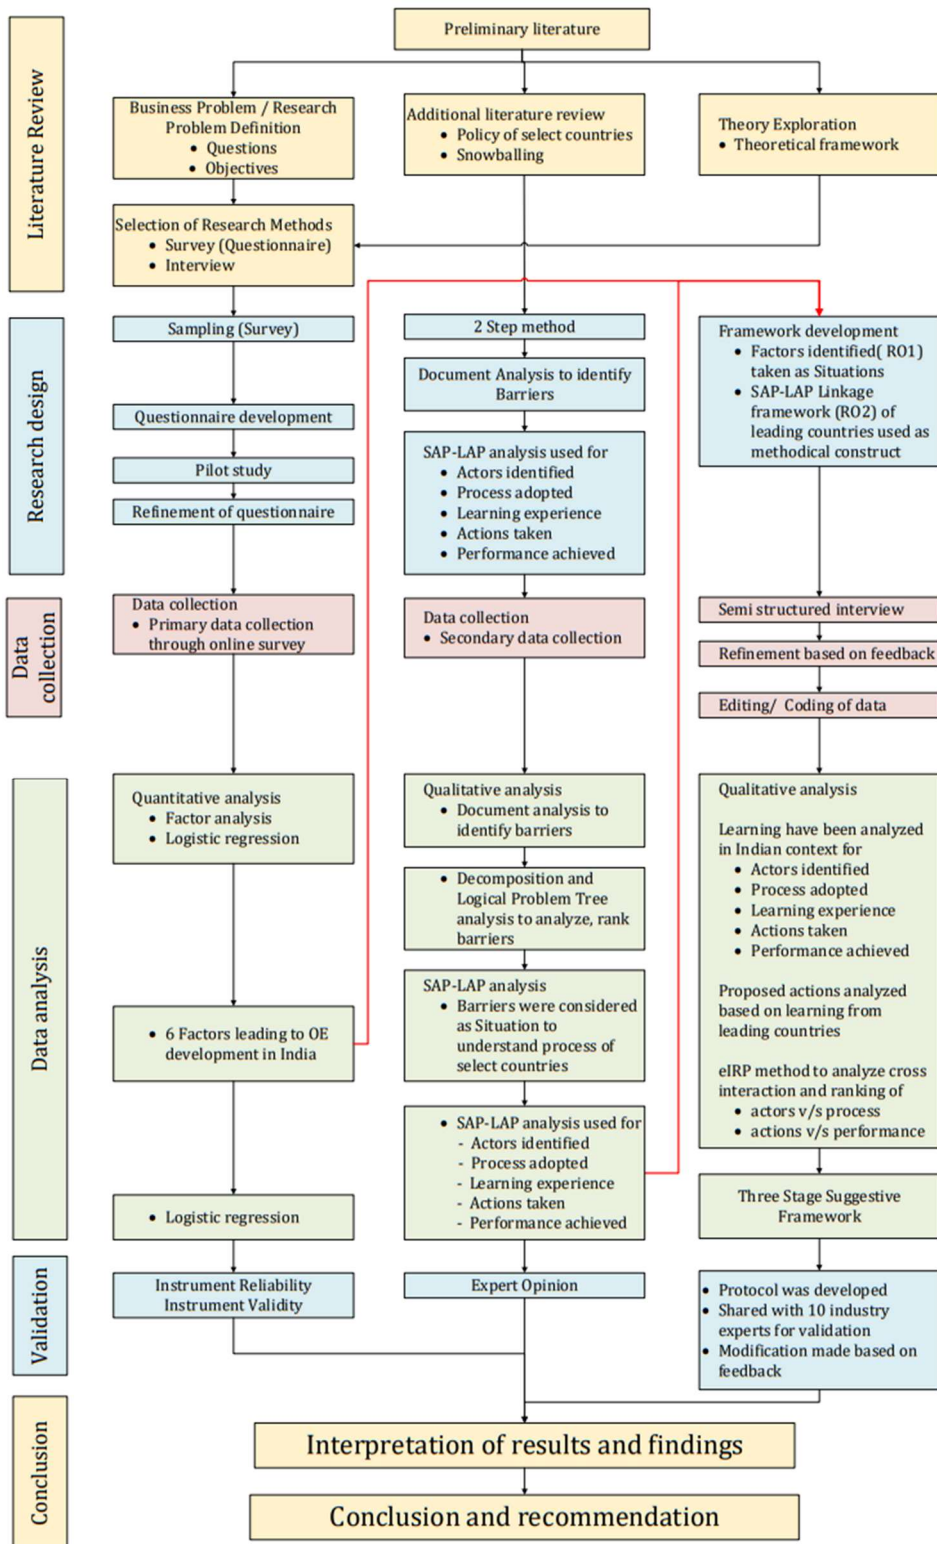 Literature Review
Preliminary literature
Business Problem / Research
Problem Definition
• Questions
• Objectives
Additional literature review
• Policy of select countries
• Snowballing
Theory Exploration
• Theoretical framework
Selection of Research Methods
• Survey (Questionnaire)
• Interview
Research design
Sampling (Survey)
Questionnaire development
Pilot study
Refinement of questionnaire
2 Step method
Document Analysis to identify
Barriers
SAP-LAP analysis used for
• Actors identified
• Process adopted
• Learning experience
• Actions taken
• Performance achieved
Framework development
• Factors identified( RO1)
taken as Situations
• SAP-LAP Linkage
framework (RO2) of
leading countries used as
methodical construct
Data
collection
Data collection
• Primary data collection
through online survey
Data collection
• Secondary data collection
Semi structured interview
Refinement based on feedback
Editing/ Coding of data
Data analysis
Quantitative analysis
• Factor analysis
• Logistic regression
• 6 Factors leading to OE
development in India
• Logistic regression
Qualitative analysis
• Document analysis to
identify barriers
• Decomposition and
Logical Problem Tree
analysis to analyze, rank
barriers
SAP-LAP analysis
• Barriers were considered
as Situation to
understand process of
select countries
• SAP-LAP analysis used for
- Actors identified
- Process adopted
- Learning experience
- Actions taken
- Performance achieved
Qualitative analysis
Learning have been analyzed
in Indian context for
• Actors identified
• Process adopted
• Learning experience
• Actions taken
• Performance achieved
Proposed actions analyzed
based on learning from
leading countries
eIRP method to analyze cross
interaction and ranking of
• actors v/s process
• actions v/s performance
Three Stage Suggestive
Framework
Validation
Instrument Reliability
Instrument Validity
Expert Opinion
• Protocol was developed
• Shared with 10 industry
experts for validation
• Modification made based on
feedback
Conclusion
Interpretation of results and findings
Conclusion and recommendation